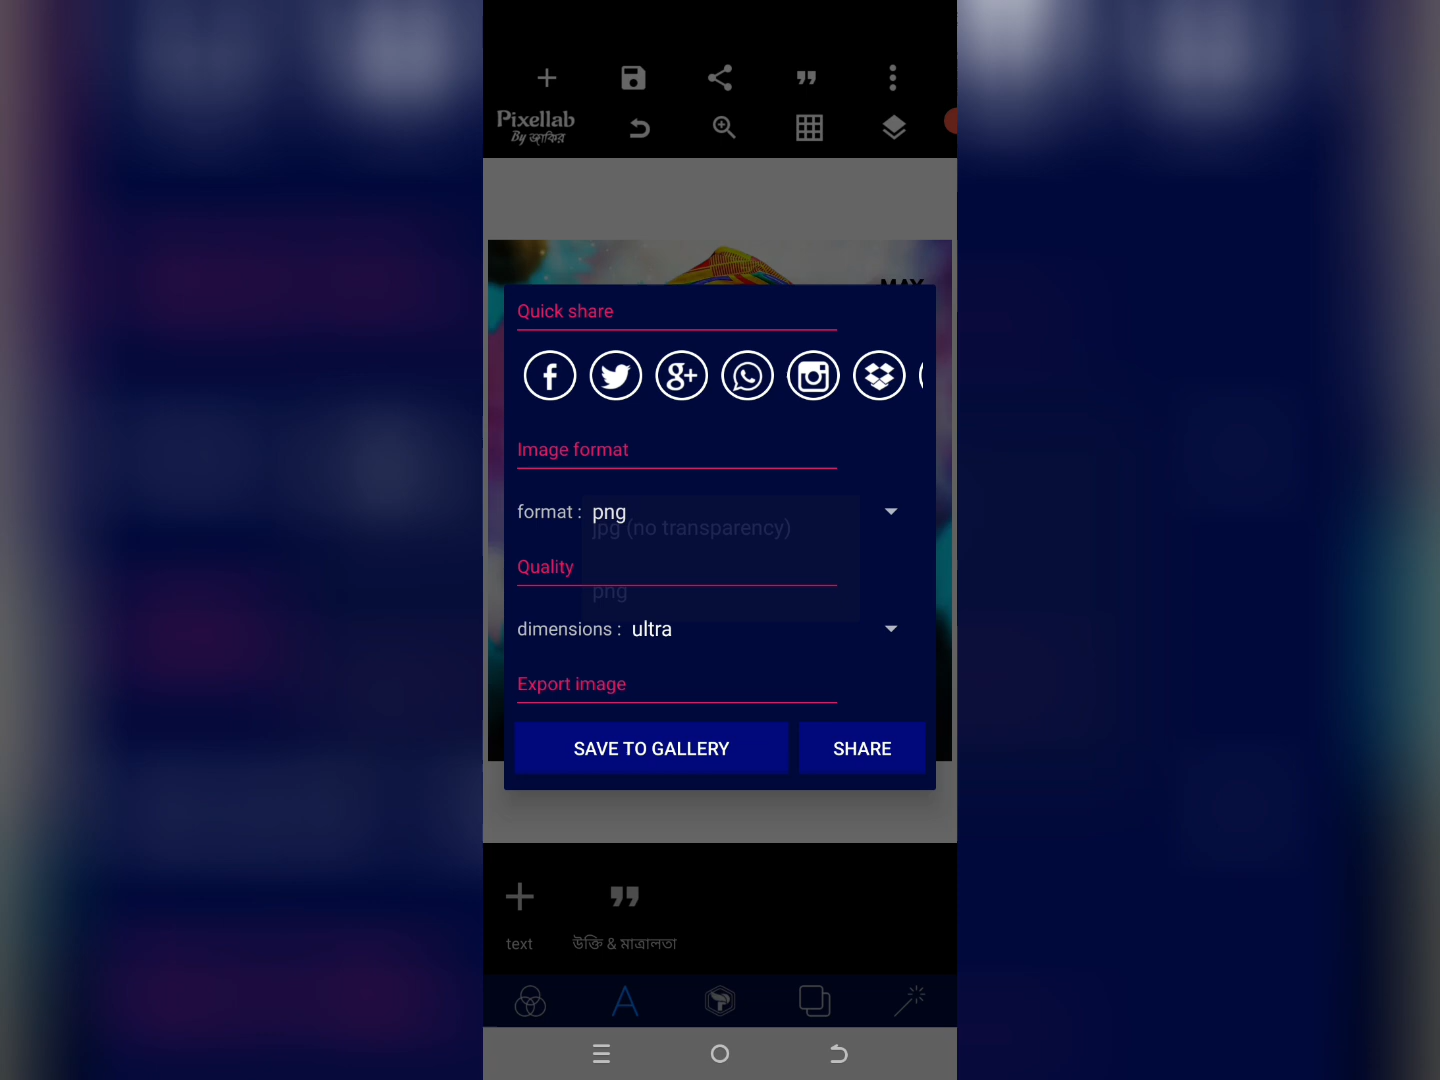 Pixellab
By জাকির
MAX
Quick share
Image format
format : png
jpg (no transparency)
Quality
png
dimensions : ultra
Export image
SAVE TO GALLERY SHARE
text উক্তি & মাত্রালতা